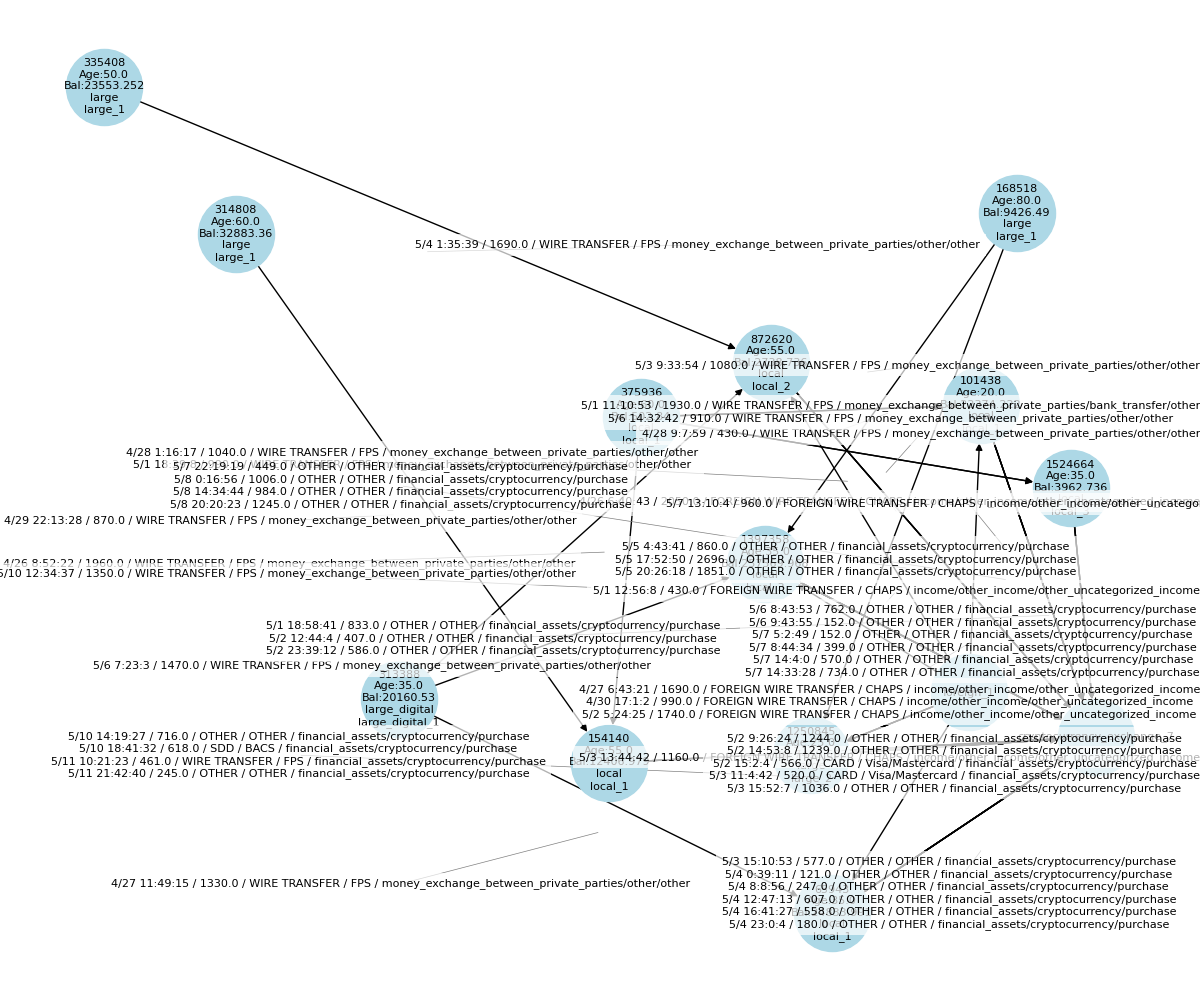 335408
Age:50.0
Bal:23553.252
large
large_1
168518
Age:80.0
Bal:9426.49
large
large_1
314808
Age:60.0
Bal:32883.36
large
large_1
5/4 1:35:39 / 1690.0 / WIRE TRANSFER / FPS / money_exchange_between_private_parties/other/other
872620
Age:55.0
local
local_2
5/3 9:33:54 / 1080.0 / WIRE TRANSFER / FPS / money_exchange_between_private_parties/other/other
101438
Age:20.0
375936
5/1 11:10:53 / 1930.0 / WIRE TRANSFER / FPS / money_exchange_between_private_parties/bank_transfer/other
5/6 14:32:42 / 910.0 / WIRE TRANSFER / FPS / money_exchange_between_private_parties/other/other
4/28 9:7:59 / 430.0 / WIRE TRANSFER / FPS / money_exchange_between_private_parties/other/other
4/28 1:16:17 / 1040.0 / WIRE TRANSFER / FPS / money_exchange_between_private_parties/other/other
5/7 22:19:19 / 449.0 / OTHER / OTHER / financial_assets/cryptocurrency/purchase
5/8 0:16:56 / 1006.0 / OTHER / OTHER / financial_assets/cryptocurrency/purchase
5/8 14:34:44 / 984.0 / OTHER / OTHER / financial_assets/cryptocurrency/purchase
5/8 20:20:23 / 1245.0 / OTHER / OTHER / financial_assets/cryptocurrency/purchase
1524664
Age:35.0
Bal:3962.736
5/7 13:10:4 / 960.0 / FOREIGN WIRE TRANSFER / CHAPS / income/other_income/other_uncatego
4/29 22:13:28 / 870.0 / WIRE TRANSFER / FPS / money_exchange_between_private_parties/other/other
5/5 4:43:41 / 860.0 / OTHER / OTHER / financial_assets/cryptocurrency/purchase
5/5 17:52:50 / 2696.0 / OTHER / OTHER / financial_assets/cryptocurrency/purchase
5/5 20:26:18 / 1851.0 / OTHER / OTHER / financial_assets/cryptocurrency/purchase
4/26 8:52:22 / 1960.0 / WIRE TRANSFER / FPS / money_exchange_between_private_parties/other/other
5/10 12:34:37 / 1350.0 / WIRE TRANSFER / FPS / money_exchange_between_private_parties/other/other
5/1 12:56:8 / 430.0 / FOREIGN WIRE TRANSFER / CHAPS / income/other_income/other_uncategorized_income
5/6 8:43:53 / 762.0 / OTHER / OTHER / financial_assets/cryptocurrency/purchase
5/6 9:43:55 / 152.0 / OTHER / OTHER / financial_assets/cryptocurrency/purchase
5/7 5:2:49 / 152.0 / OTHER / OTHER / financial_assets/cryptocurrency/purchase
5/7 8:44:34 / 399.0 / OTHER / OTHER / financial_assets/cryptocurrency/purchase
5/7 14:4:0 / 570.0 / OTHER / OTHER / financial_assets/cryptocurrency/purchase
5/7 14:33:28 / 734.0 / OTHER / OTHER / financial_assets/cryptocurrency/purchase
5/1 18:58:41 / 833.0 / OTHER / OTHER / financial_assets/cryptocurrency/purchase
5/2 12:44:4 / 407.0 / OTHER / OTHER / financial_assets/cryptocurrency/purchase
5/2 23:39:12 / 586.0 / OTHER / OTHER / financial_assets/cryptocurrency/purchase
5/6 7:23:3 / 1470.0 / WIRE TRANSFER / FPS / money_exchange_between_private_parties/other/other
313388
Age:35.0
Bal:20160.53
large_digital
large_digital_1
4/27 6:43:21 / 1690.0 / FOREIGN WIRE TRANSFER / CHAPS / income/other_income/other_uncategorized_income
4/30 17:1:2 / 990.0 / FOREIGN WIRE TRANSFER / CHAPS / income/other_income/other_uncategorized_income
5/2 5:24:25 / 1740.0 / FOREIGN WIRE TRANSFER / CHAPS / income/other_income/other_uncategorized_income
5/10 14:19:27 / 716.0 / OTHER / OTHER / financial_assets/cryptocurrency/purchase
5/10 18:41:32 / 618.0 / SDD / BACS / financial_assets/cryptocurrency/purchase
5/11 10:21:23 / 461.0 / WIRE TRANSFER / FPS / financial_assets/cryptocurrency/purchase
5/11 21:42:40 / 245.0 / OTHER / OTHER / financial_assets/cryptocurrency/purchase
154140
Age:55.0
local
local_1
5/2 9:26:24 / 1244.0 / OTHER / OTHER / financial_assets/cryptocurrency/purchase
5/2 14:53:8 / 1239.0 / OTHER / OTHER / financial_assets/cryptocurrency/purchase
5/3 13:44:42 / 1160.0 / FOREIGN WIRE TRANSFER / CHAPS / income/other_income/other_uncategorized_income
5/2 15:2:4 / 566.0 / CARD / Visa/Mastercard / financial_assets/cryptocurrency/purchase
5/3 11:4:42 / 520.0 / CARD / Visa/Mastercard / financial_assets/cryptocurrency/purchase
5/3 15:52:7 / 1036.0 / OTHER / OTHER / financial_assets/cryptocurrency/purchase
5/3 15:10:53 / 577.0 / OTHER / OTHER / financial_assets/cryptocurrency/purchase
5/4 0:39:11 / 121.0 / OTHER / OTHER / financial_assets/cryptocurrency/purchase
5/4 8:8:56 / 247.0 / OTHER / OTHER / financial_assets/cryptocurrency/purchase
5/4 12:47:13 / 607.0 / OTHER / OTHER / financial_assets/cryptocurrency/purchase
5/4 16:41:27 / 558.0 / OTHER / OTHER / financial_assets/cryptocurrency/purchase
5/4 23:0:4 / 180.0 / OTHER / OTHER / financial_assets/cryptocurrency/purchase
local_1
4/27 11:49:15 / 1330.0 / WIRE TRANSFER / FPS / money_exchange_between_private_parties/other/other